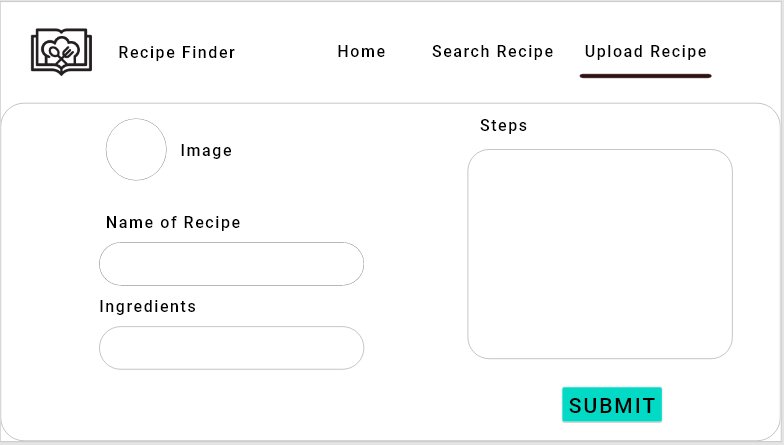 Recipe Finder
Home
Search Recipe
Upload Recipe
Image
Name of Recipe
Ingredients
Steps
SUBMIT